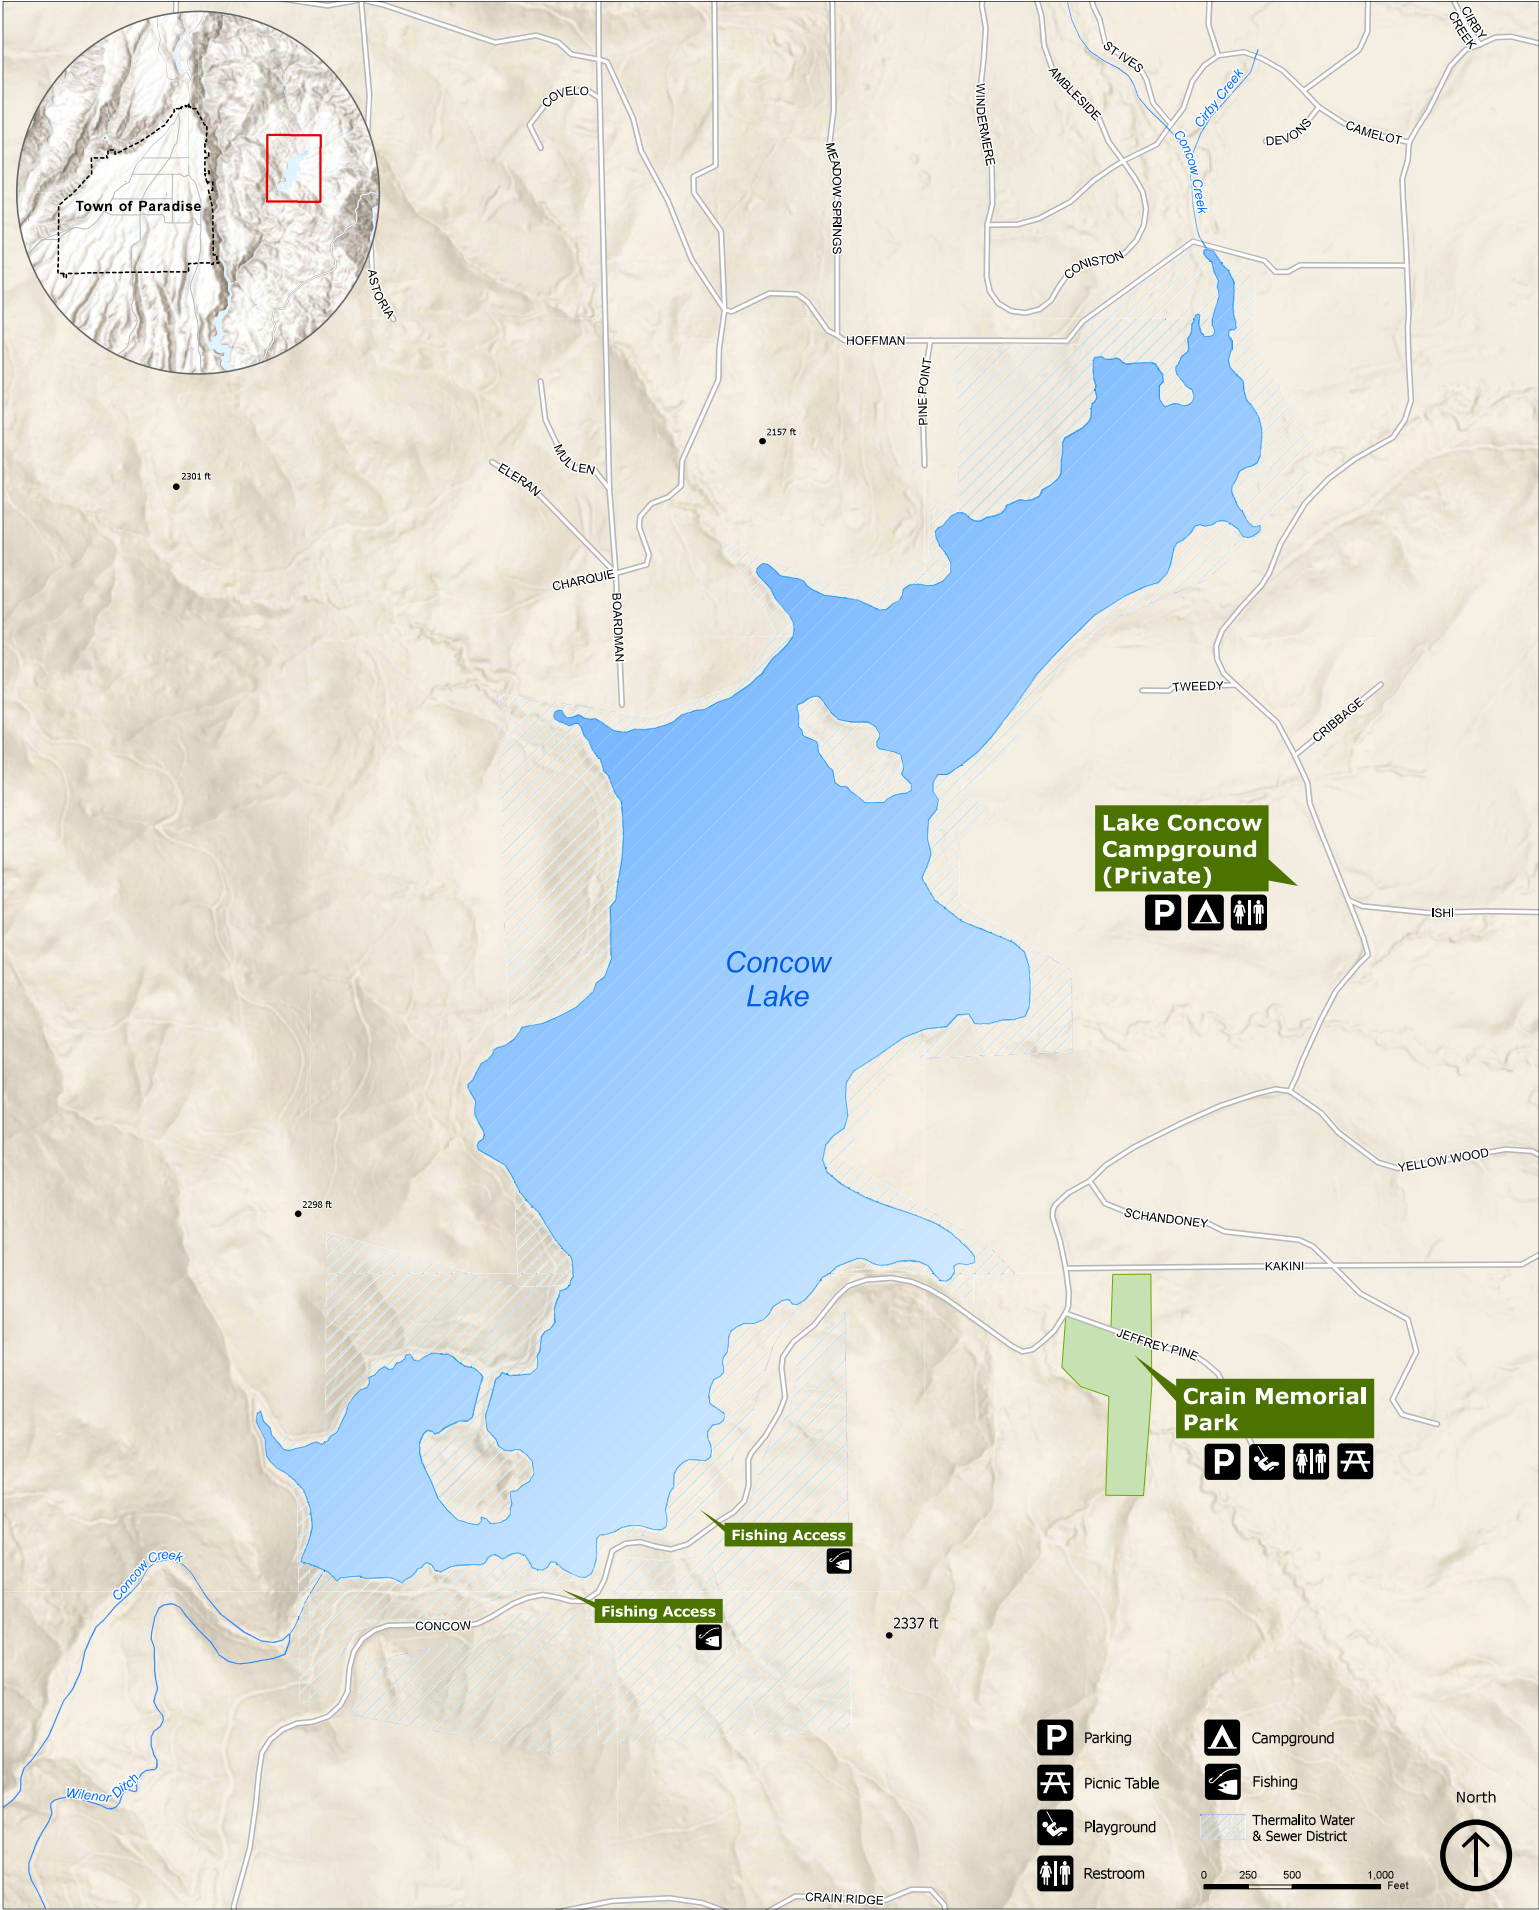 CIRBY
CREEK
ST-IVES
AMBLESIDE
Cirby Creek
COVELO
WINDERMERE
Concow Creek
DEVONS
CAMELOT
MEADOW SPRINGS
Town of Paradise
CONISTON
ASTORIA
HOFFMAN
PINE POINT
2157 ft
2301 ft
MULLEN
ELERAN
CHARQUIE
BOARDMAN
TWEEDY
CRIBBAGE
Lake Concow
Campground
(Private)
P
ISHI
Concow
Lake
YELLOW WOOD
2298 ft
SCHANDONEY
KAKINI
JEFFREY PINE
Crain Memorial
Park
P
Fishing Access
Concow Creek
Fishing Access
CONCOW
2337 ft
Wilenor Ditch
P Parking
Campground
Picnic Table
Fishing
Playground
Thermalito Water
& Sewer District
Restroom
0 250 500 1,000
Feet
North
CRAIN RIDGE